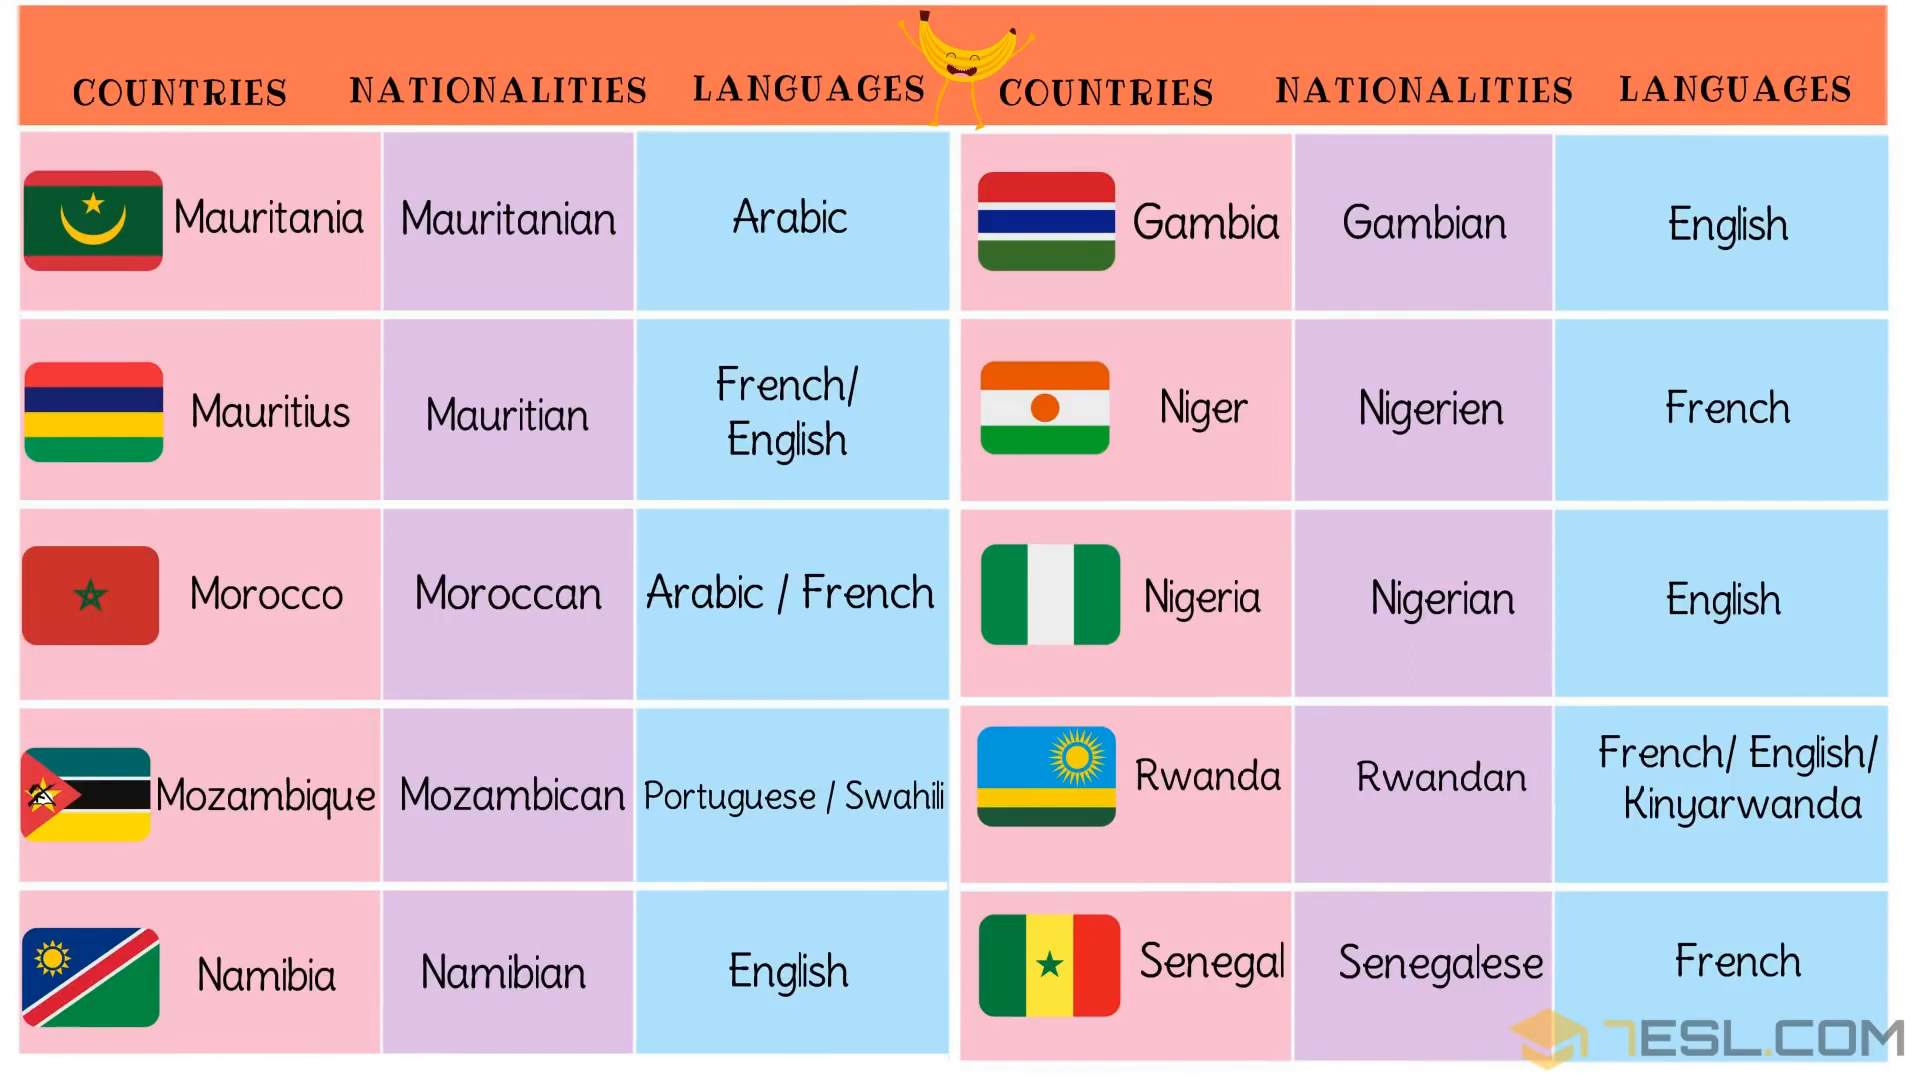 COUNTRIES NATIONALITIES LANGUAGES COUNTRIES NATIONALITIES LANGUAGES
Mauritania Mauritanian Arabic
Gambia Gambian English
Mauritius Mauritian French/
English
Niger Nigerien French
Morocco Moroccan Arabic / French
Nigeria Nigerian English
Mozambique Mozambican Portuguese / Swahili
Rwanda Rwandan French/ English/
Kinyarwanda
Namibia Namibian English
Senegal Senegalese French
7ESL.COM